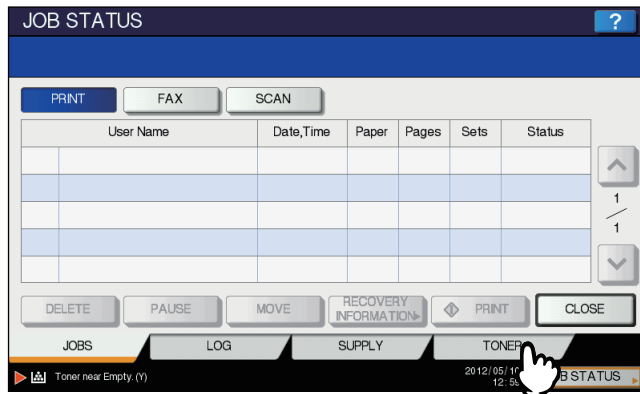 JOB STATUS
?
PRINT FAX SCAN
User Name Date,Time Paper Pages Sets Status
1
1
DELETE PAUSE MOVE RECOVERY INFORMATION PRINT CLOSE
JOBS LOG SUPPLY TONER
Toner near Empty. (Y)
2012/05/10
12:59
B STATUS